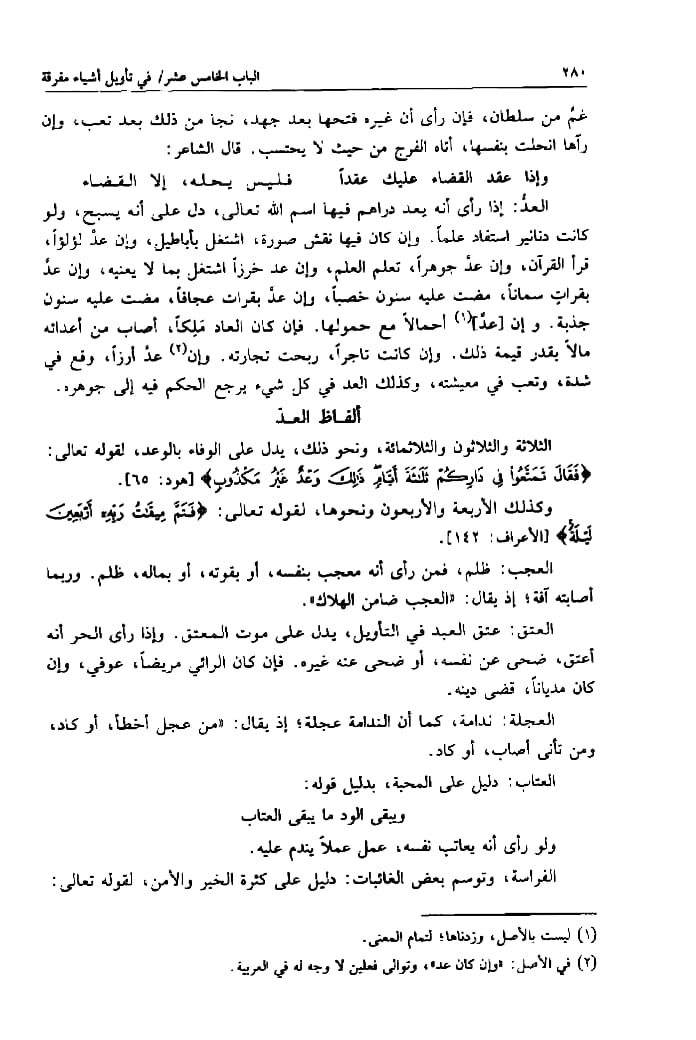 ٢٨٠ الباب الخامس عشر/ في تأويل أشياء مفرقة
غمُّ من سلطان، فإن رأى أن غيره فتحها بعد جهد، نجا من ذلك بعد تعب، وإن
رآها انحلت بنفسها، أتاه الفرج من حيث لا يحتسب. قال الشاعر:
وإذا عقد القضاء عليك عقداً فليس يحله، إلا القضاء
العدُّ: إذا رأى أنه يعد دراهم فيها اسم الله تعالى، دل على أنه يسبح، ولو
كانت دنانير استفاد علماً. وإن كان فيها نقش صورة، اشتغل بأباطيل، وإن عدَّ لؤلؤاً،
قرأ القرآن، وإن عدَّ جوهراً، تعلم العلم، وإن عد خرزاً اشتغل بما لا يعنيه، وإن عدَّ
بقراتٍ سماناً، مضت عليه سنون خصباً، وإن عدَّ بقرات عجافاً، مضت عليه سنون
جذبة. و إن [عدَّ](١) أحمالاً مع حمولها. فإن كان العاد مَلِكاً، أصاب من أعدائه
مالاً بقدر قيمة ذلك. وإن كانت تاجراً، ربحت تجارته. وإن(٢) عدَّ أرزاً، وقع في
شدة، وتعب في معيشته، وكذلك العد في كل شيء يرجع الحكم فيه إلى جوهره.
ألفاظ العدّ
الثلاثة والثلاثون والثلاثمائة، ونحو ذلك، يدل على الوفاء بالوعد، لقوله تعالى:
﴿فَقَالَ تَمَتَّعُوا۟ فِى دَارِكُمْ ثَلَـٰثَةَ أَيَّامٍ ذَٰلِكَ وَعْدٌ غَيْرُ مَكْذُوبٍ﴾ [هود: ٦٥].
وكذلك الأربعة والأربعون ونحوها، لقوله تعالى: ﴿فَتَمَّ مِيقَـٰتُ رَبِّهِۦٓ أَرْبَعِينَ
لَيْلَةً﴾ [الأعراف: ١٤٢].
العجب: ظلم، فمن رأى أنه معجب بنفسه، أو بقوته، أو بماله، ظلم. وربما
أصابته آفة؛ إذ يقال: «العجب ضامن الهلاك».
العتق: عتق العبد في التأويل، يدل على موت المعتق. وإذا رأى الحر أنه
أعتق، ضحى عن نفسه، أو ضحى عنه غيره. فإن كان الرائي مريضاً، عوفي، وإن
كان مدياناً، قضى دينه.
العجلة: ندامة، كما أن الندامة عجلة؛ إذ يقال: «من عجل أخطأ، أو كاد،
ومن تأنى أصاب، أو كاد.
العتاب: دليل على المحبة، بدليل قوله:
ويبقى الود ما يبقى العتاب
ولو رأى أنه يعاتب نفسه، عمل عملاً يندم عليه.
الفراسة، وتوسم بعض الغائبات: دليل على كثرة الخير والأمن، لقوله تعالى:
(١) ليست بالأصل، وزدناها؛ لتمام المعنى.
(٢) في الأصل: «وإن كان عد»، وتوالى فعلين لا وجه له في العربية.